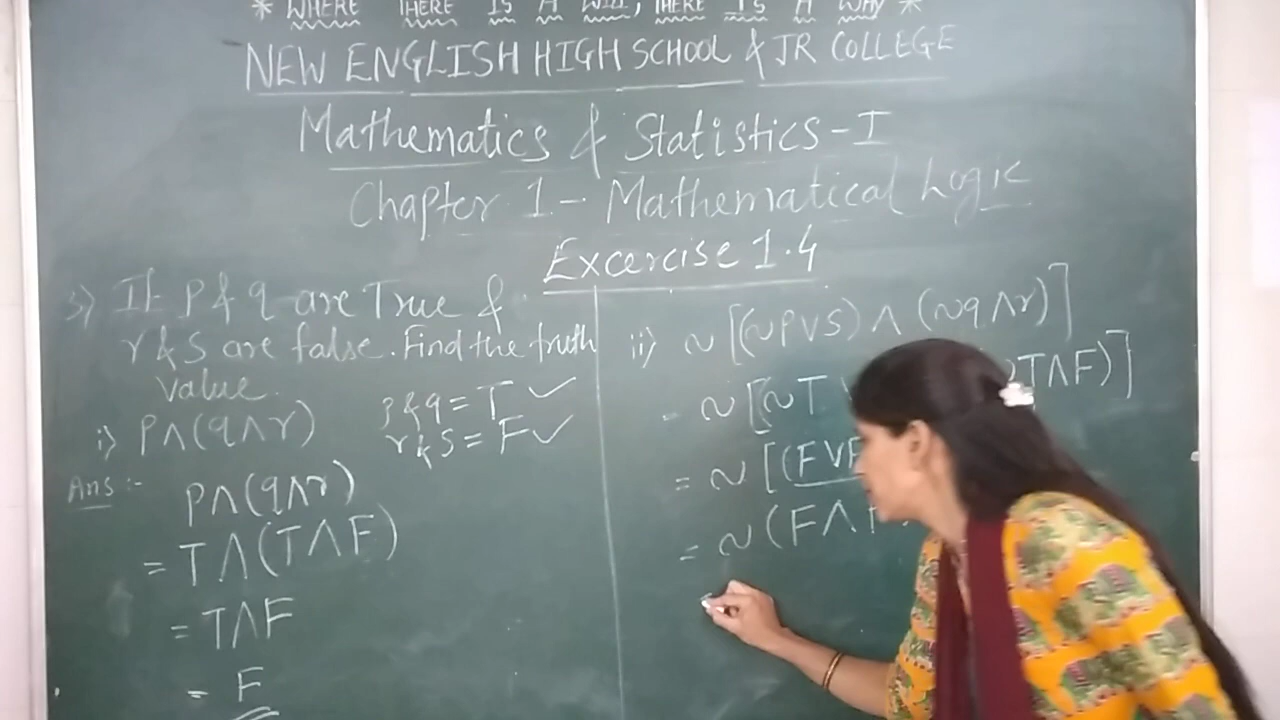 * WHERE THERE IS A WILL, THERE IS A WAY *
NEW ENGLISH HIGH SCHOOL & JR COLLEGE
Mathematics & Statistics - I
Chapter 1 - Mathematical Logic
Excercise 1.4
3) If P & q are True &
r & S are false. Find the truth
value.
i) P∧(q∧r)
P & q = T ✓
r & S = F ✓
Ans :-
P∧(q∧r)
= T∧(T∧F)
= T∧F
= F
ii) ~[(~P∨S)∧(~q∧r)]
= ~[(~T T∧F)]
= ~[(F∨F
= ~(F∧F
=